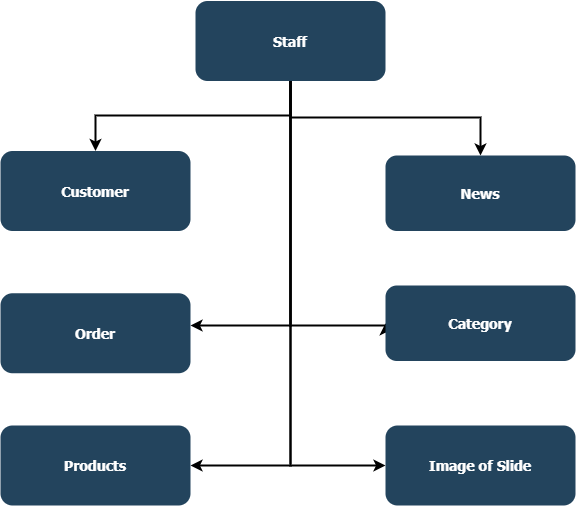 Staff
Customer
News
Order
Category
Products
Image of Slide